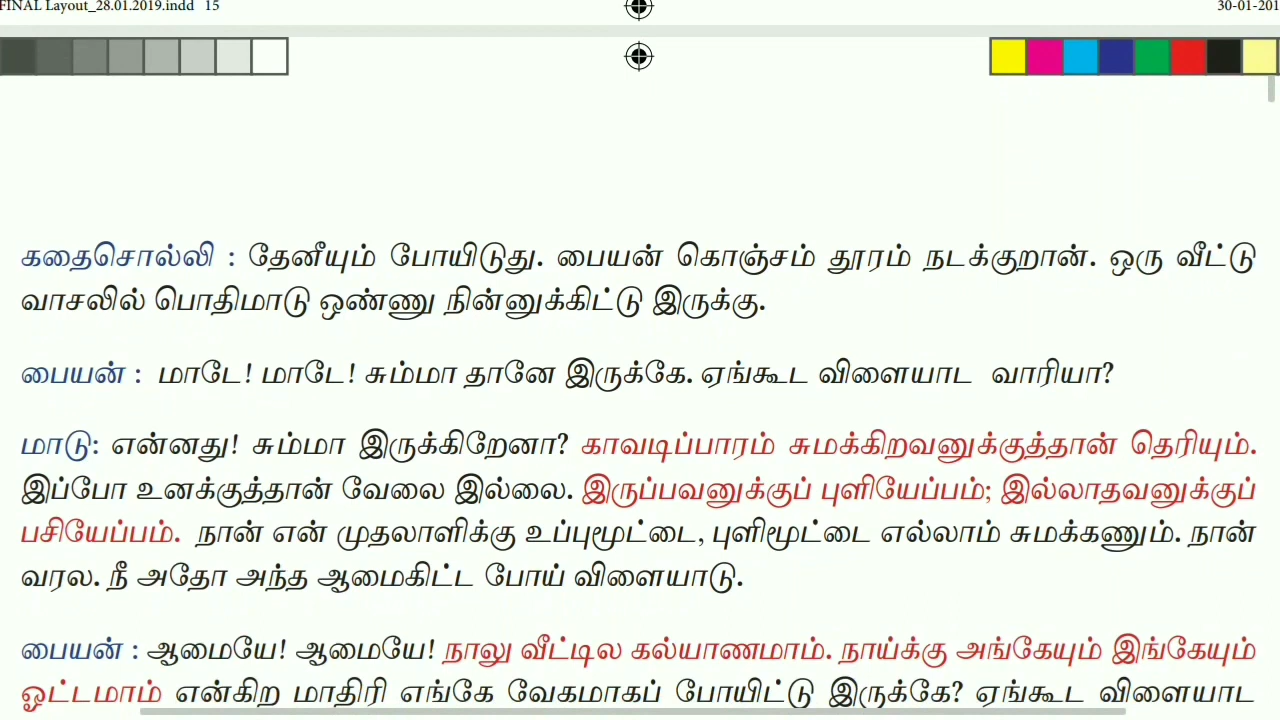 FINAL Layout_28.01.2019.indd 15
30-01-201
கதைசொல்லி : தேனீயும் போயிடுது. பையன் கொஞ்சம் தூரம் நடக்குறான். ஒரு வீட்டு
வாசலில் பொதிமாடு ஒண்ணு நின்னுக்கிட்டு இருக்கு.
பையன் : மாடே! மாடே! சும்மா தானே இருக்கே. ஏங்கூட விளையாட வாரியா?
மாடு: என்னது! சும்மா இருக்கிறேனா? காவடிப்பாரம் சுமக்கிறவனுக்குத்தான் தெரியும்.
இப்போ உனக்குத்தான் வேலை இல்லை. இருப்பவனுக்குப் புளியேப்பம்; இல்லாதவனுக்குப்
பசியேப்பம். நான் என் முதலாளிக்கு உப்புமூட்டை, புளிமூட்டை எல்லாம் சுமக்கணும். நான்
வரல. நீ அதோ அந்த ஆமைகிட்ட போய் விளையாடு.
பையன் : ஆமையே! ஆமையே! நாலு வீட்டில கல்யாணமாம். நாய்க்கு அங்கேயும் இங்கேயும்
ஓட்டமாம் என்கிற மாதிரி எங்கே வேகமாகப் போயிட்டு இருக்கே? ஏங்கூட விளையாட